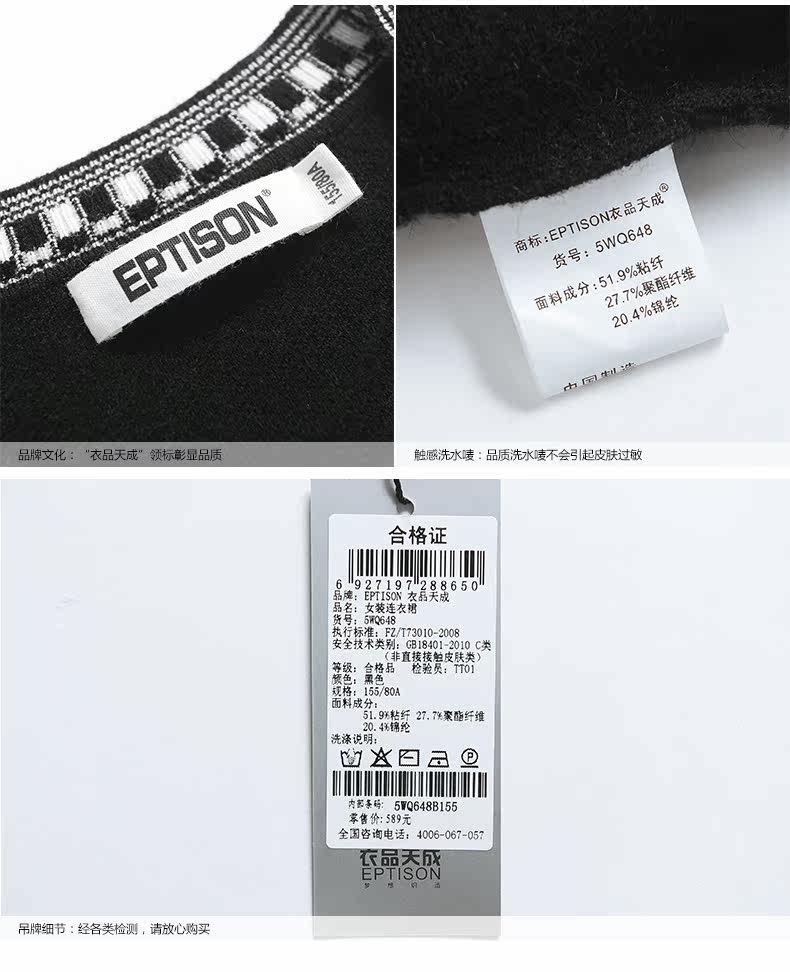 155/80A
EPTISON®
商标:EPTISON衣品天成®
货号: 5WQ648
面料成分:51.9%粘纤
27.7%聚酯纤维
20.4%锦纶
中国制造
品牌文化：“衣品天成”领标彰显品质
触感洗水唛：品质洗水唛不会引起皮肤过敏
合格证
6 927197 288650
品牌: EPTISON 衣品天成
品名: 女装连衣裙
货号: 5WQ648
执行标准: FZ/T73010-2008
安全技术类别: GB18401-2010 C类
(非直接接触皮肤类)
等级: 合格品 检验员: TT01
颜色: 黑色
规格: 155/80A
面料成分:
51.9%粘纤 27.7%聚酯纤维
20.4%锦纶
洗涤说明:
内部条码: 5WQ648B155
零售价: 589元
全国咨询电话: 4006-067-057
衣品天成
EPTISON
梦想织造
吊牌细节：经各类检测，请放心购买